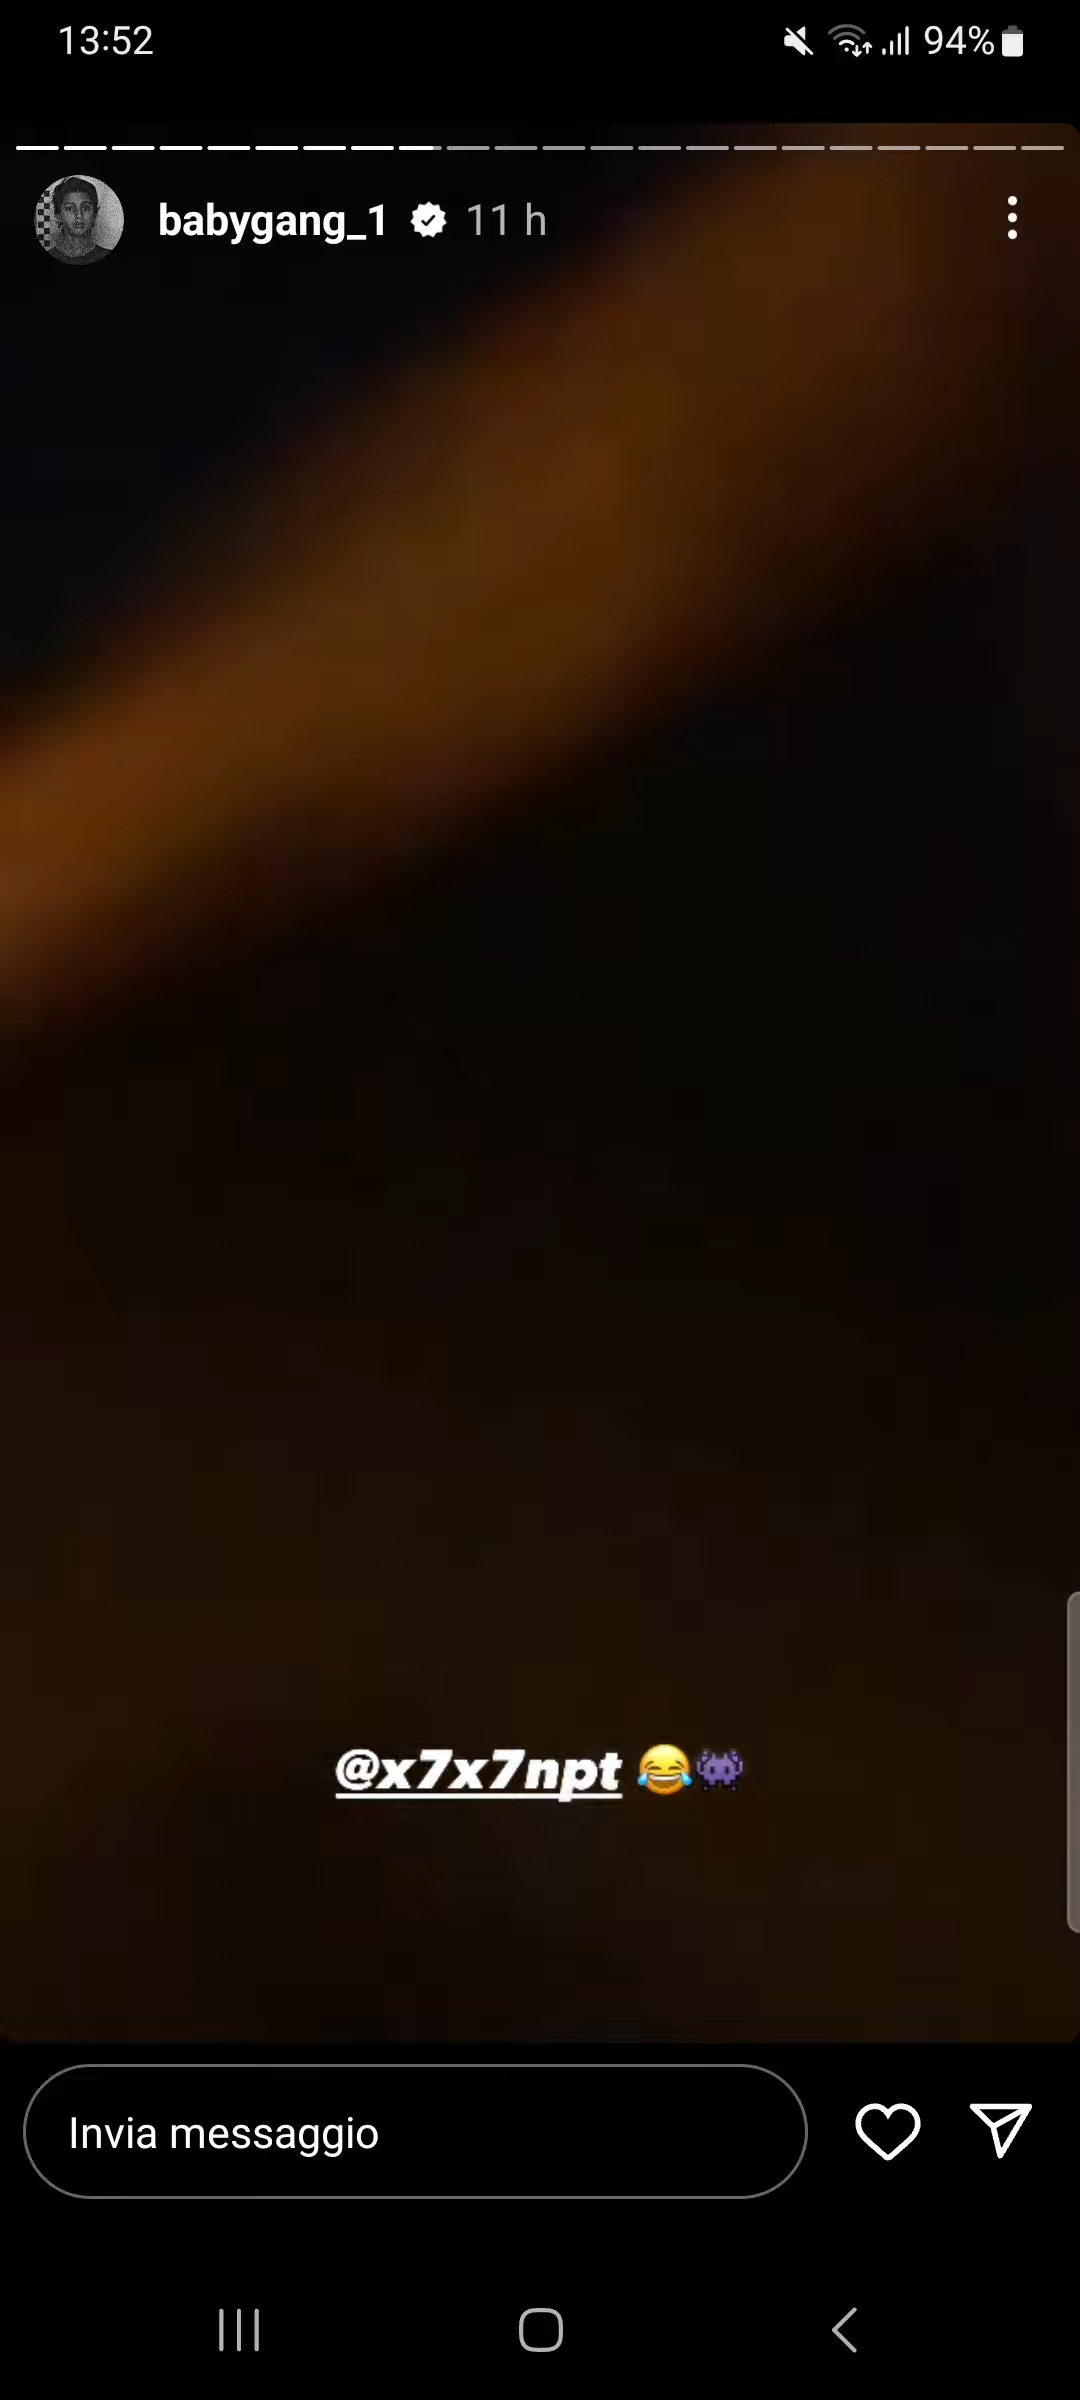 13:52 94%
babygang_1 11 h
@x7x7npt 😂👾
Invia messaggio